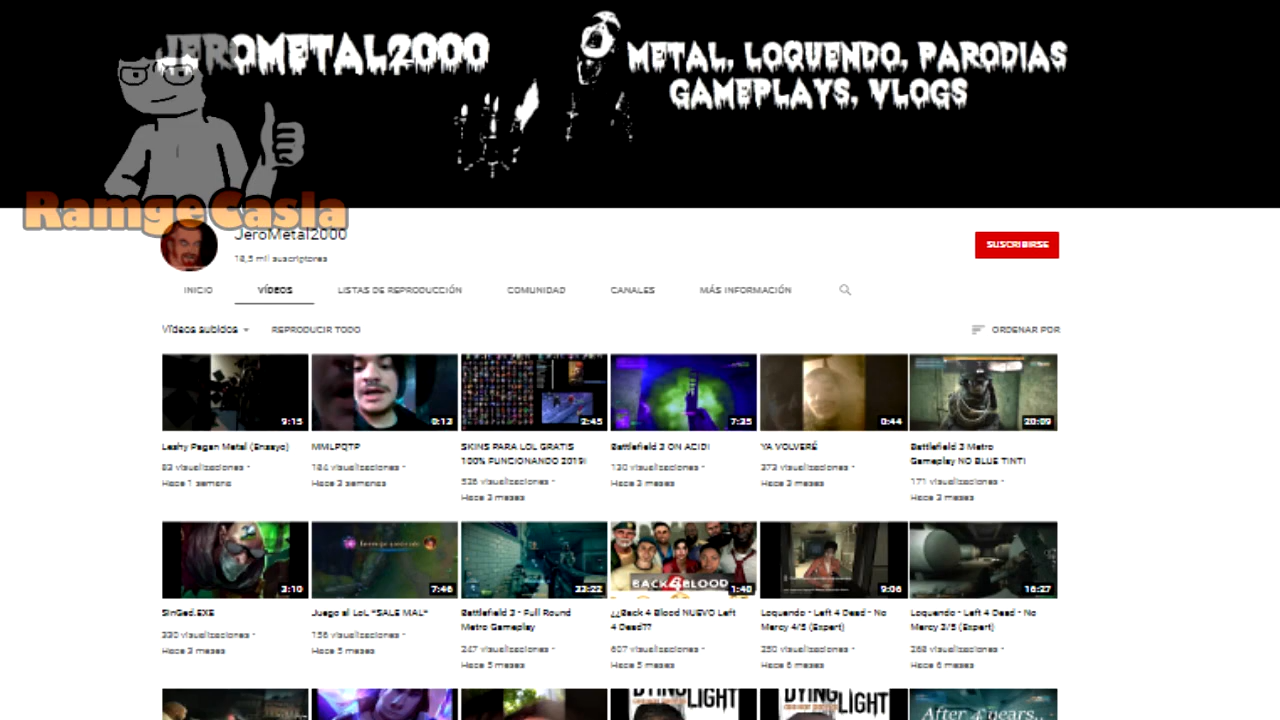 JEROMETAL2000
METAL, LOQUENDO, PARODIAS
GAMEPLAYS, VLOGS
Ramge Casla
JeroMetal2000
18,5 mil suscriptores
SUSCRIBIRSE
INICIO
VÍDEOS
LISTAS DE REPRODUCCIÓN
COMUNIDAD
CANALES
MÁS INFORMACIÓN
Vídeos subidos
REPRODUCIR TODO
ORDENAR POR
9:15
0:13
2:45
7:35
0:44
20:09
Leshy Pagan Metal (Ensayo)
MMLPQTP
SKINS PARA LOL GRATIS
100% FUNCIONANDO 2019!
Battlefield 3 ON ACID!
YA VOLVERÉ
Battlefield 3 Metro
Gameplay NO BLUE TINT!
83 visualizaciones •
Hace 1 semana
184 visualizaciones •
Hace 3 semanas
526 visualizaciones •
Hace 3 meses
130 visualizaciones •
Hace 3 meses
373 visualizaciones •
Hace 3 meses
171 visualizaciones •
Hace 3 meses
3:10
7:46
33:22
BACK 4 BLOOD
1:40
9:06
16:27
SinGed.EXE
Juego al LoL *SALE MAL*
Battlefield 3 - Full Round
Metro Gameplay
¿¿Back 4 Blood NUEVO Left
4 Dead??
Loquendo - Left 4 Dead - No
Mercy 4/5 (Expert)
Loquendo - Left 4 Dead - No
Mercy 3/5 (Expert)
330 visualizaciones •
Hace 3 meses
156 visualizaciones •
Hace 5 meses
247 visualizaciones •
Hace 5 meses
607 visualizaciones •
Hace 5 meses
250 visualizaciones •
Hace 6 meses
268 visualizaciones •
Hace 6 meses
DYING LIGHT
DYING LIGHT
After 4 years..